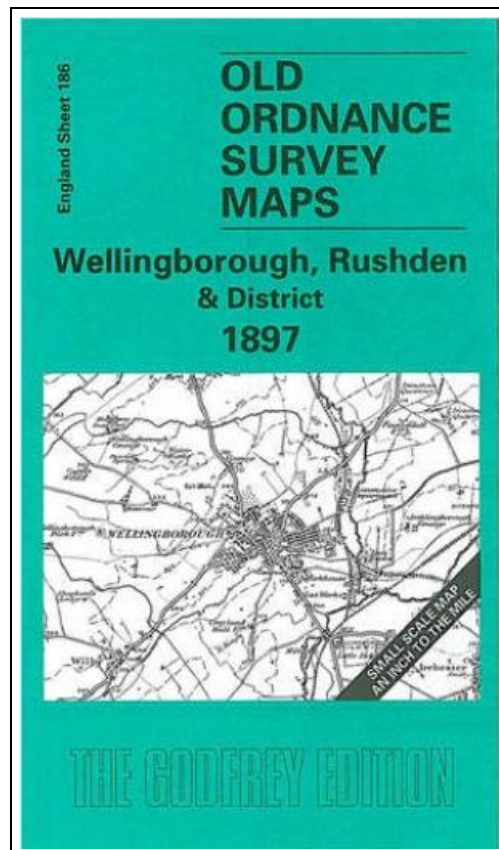 England Sheet 186
OLD
ORDNANCE
SURVEY
MAPS
Wellingborough, Rushden
& District
1897
WELLINGBOROUGH
SMALL SCALE MAP
AN INCH TO THE MILE
THE GODFREY EDITION